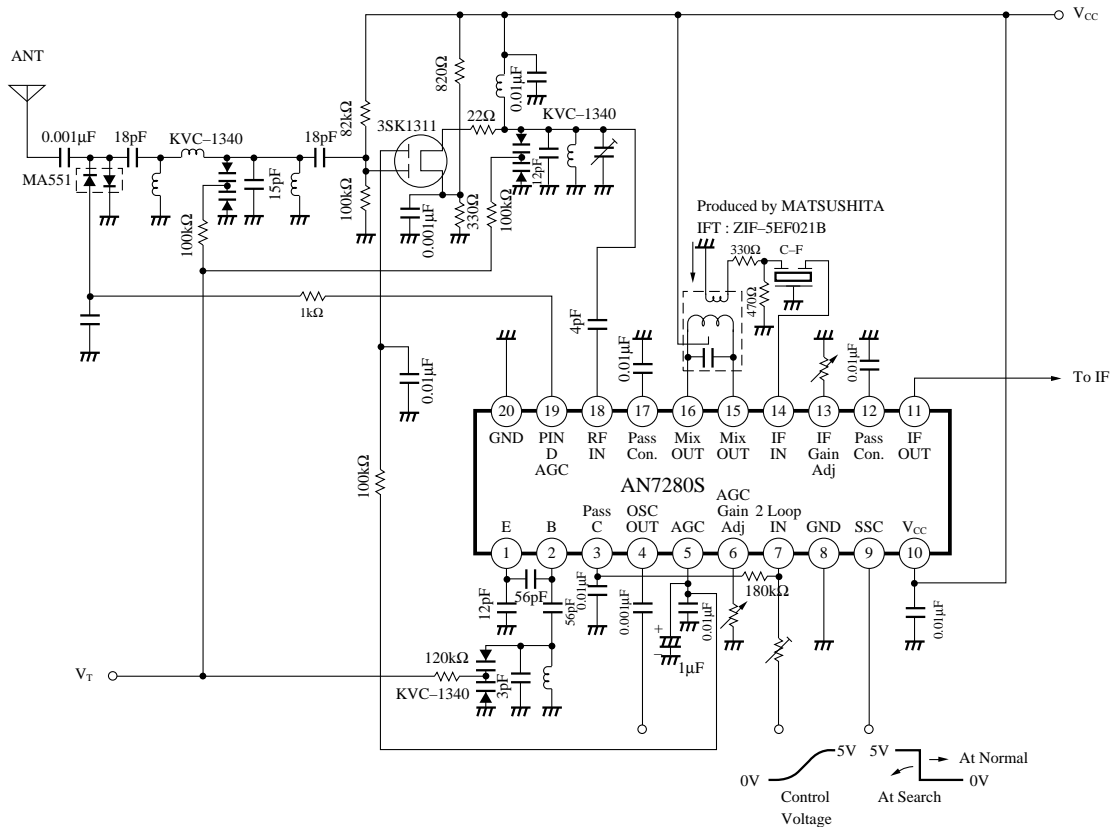 V_CC
ANT
0.001μF
18pF
KVC–1340
MA551
100kΩ
15pF
18pF
82kΩ
100kΩ
3SK1311
820Ω
22Ω
0.01μF
KVC–1340
12pF
0.001μF
330Ω
100kΩ
1kΩ
0.01μF
100kΩ
4pF
0.01μF
Produced by MATSUSHITA
IFT : ZIF–5EF021B
330Ω
C–F
470Ω
0.01μF
To IF
20
19
18
17
16
15
14
13
12
11
GND
PIN
D
AGC
RF
IN
Pass
Con.
Mix
OUT
Mix
OUT
IF
IN
IF
Gain
Adj
Pass
Con.
IF
OUT
AN7280S
E
B
Pass
C
OSC
OUT
AGC
AGC
Gain
Adj
2 Loop
IN
GND
SSC
V_CC
1
2
3
4
5
6
7
8
9
10
12pF
56pF
56pF
0.01μF
0.001μF
+
–
1μF
0.01μF
180kΩ
0.01μF
V_T
120kΩ
KVC–1340
3pF
0V
5V
Control
Voltage
5V
At Normal
At Search
0V